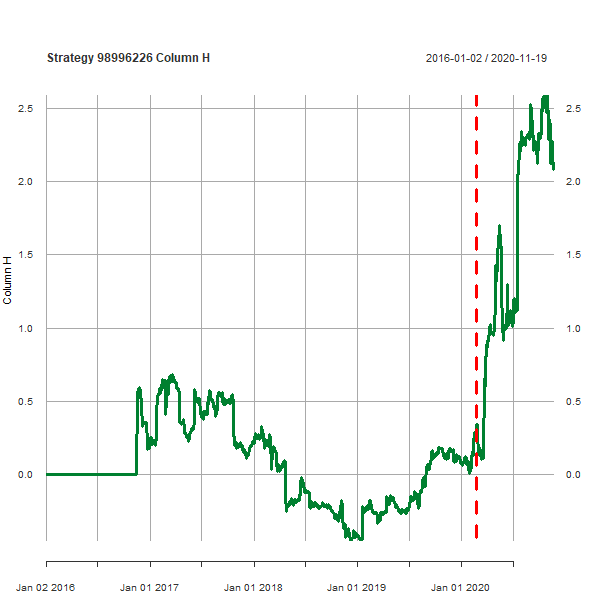 Strategy 98996226 Column H
2016-01-02 / 2020-11-19
2.5
2.5
2.0
2.0
1.5
1.5
Column H
1.0
1.0
0.5
0.5
0.0
0.0
Jan 02 2016
Jan 01 2017
Jan 01 2018
Jan 01 2019
Jan 01 2020